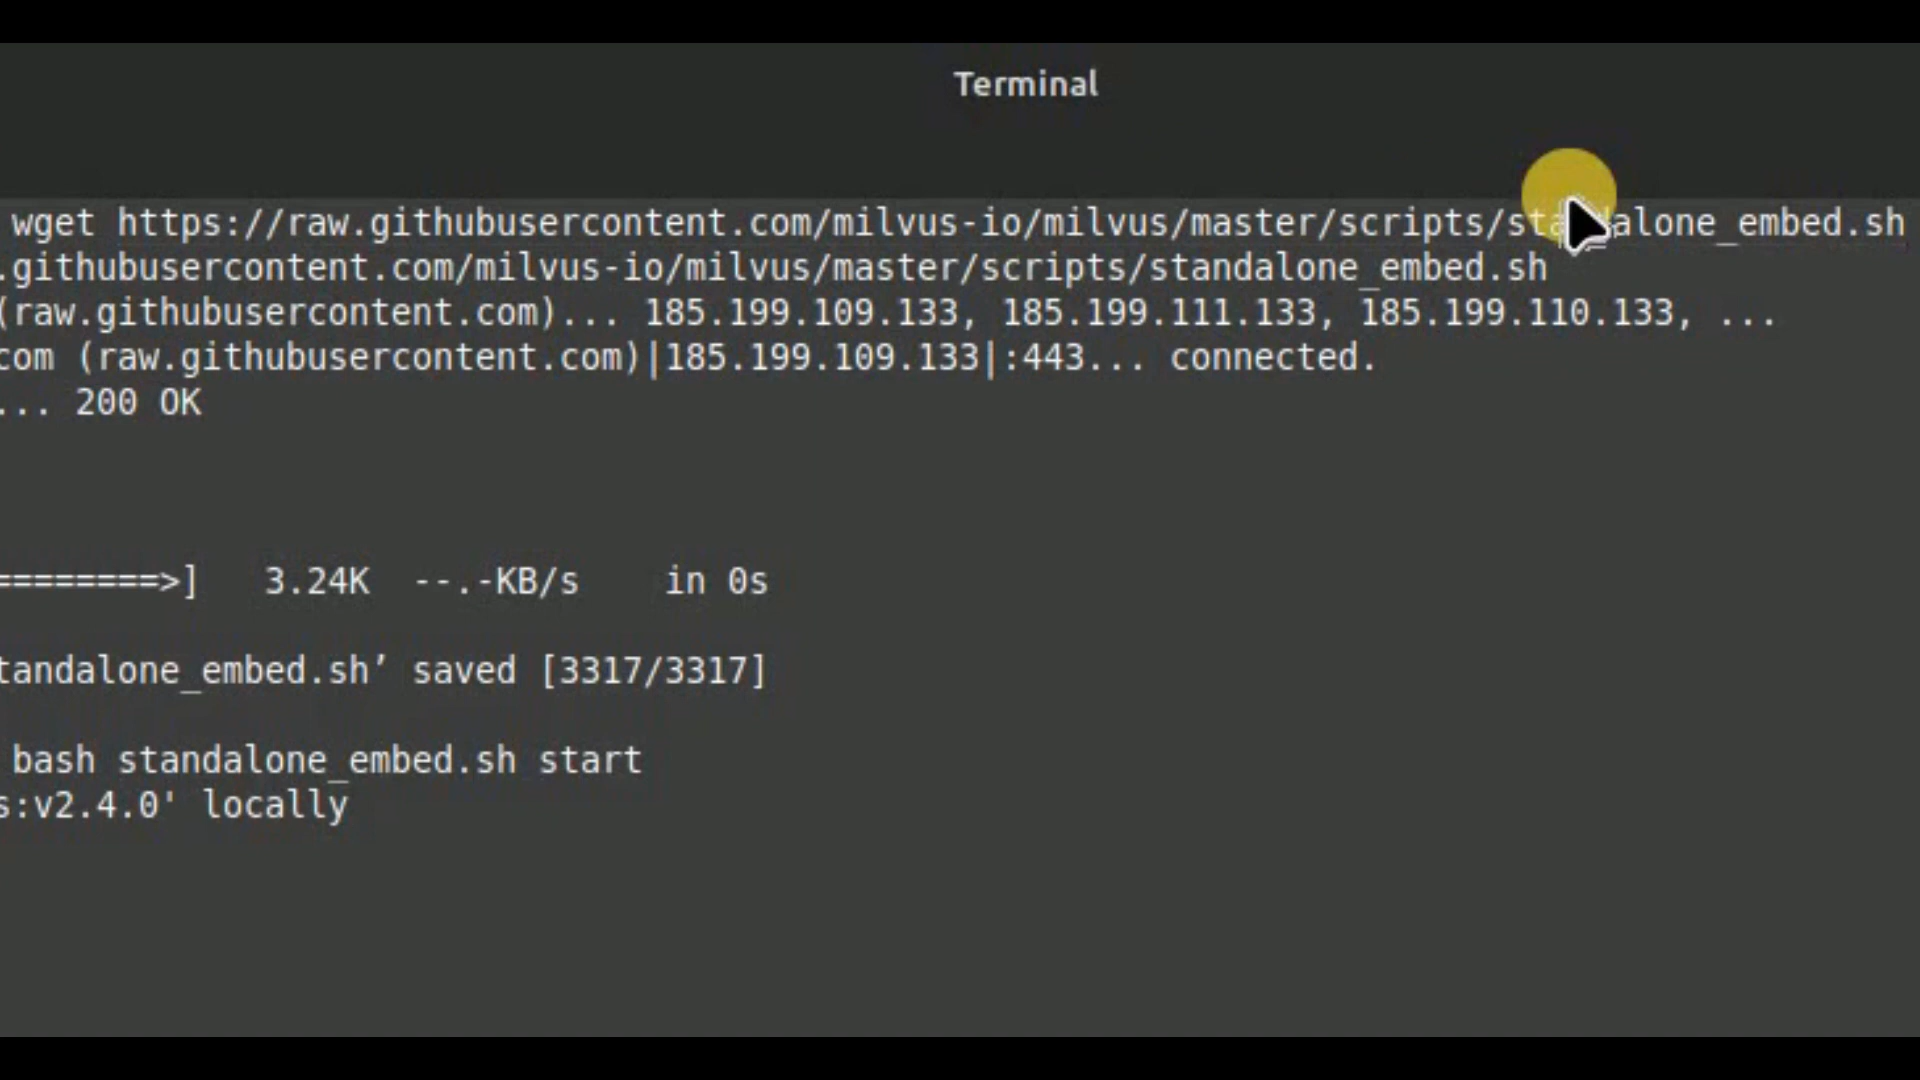 Terminal
wget https://raw.githubusercontent.com/milvus-io/milvus/master/scripts/standalone_embed.sh
.githubusercontent.com/milvus-io/milvus/master/scripts/standalone_embed.sh
(raw.githubusercontent.com)... 185.199.109.133, 185.199.111.133, 185.199.110.133, ...
com (raw.githubusercontent.com)|185.199.109.133|:443... connected.
... 200 OK
========>] 3.24K --.-KB/s in 0s
tandalone_embed.sh’ saved [3317/3317]
bash standalone_embed.sh start
s:v2.4.0' locally